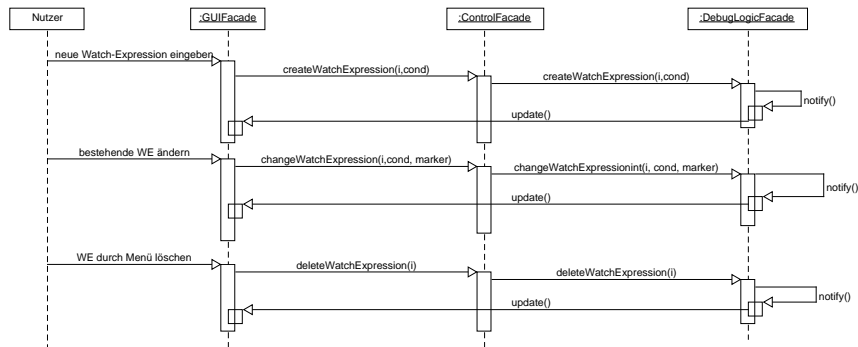 Nutzer
:GUIFacade
:ControlFacade
:DebugLogicFacade
neue Watch-Expression eingeben
createWatchExpression(i,cond)
createWatchExpression(i,cond)
notify()
update()
bestehende WE ändern
changeWatchExpression(i,cond, marker)
changeWatchExpressionint(i, cond, marker)
notify()
update()
WE durch Menü löschen
deleteWatchExpression(i)
deleteWatchExpression(i)
notify()
update()